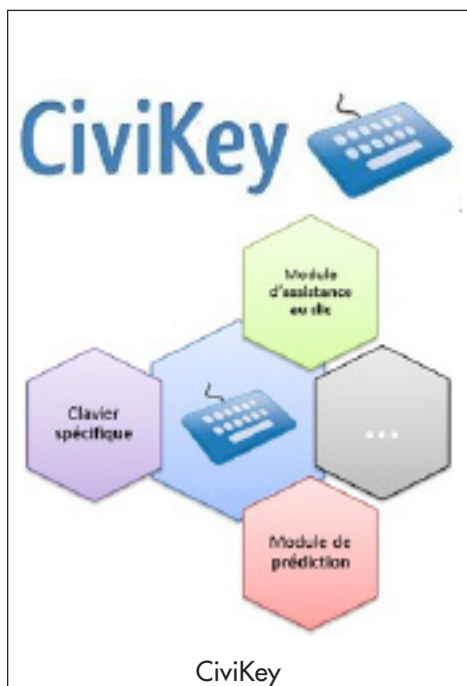 CiviKey
Module
d'assistance
au clic
Clavier
spécifique
...
Module de
prédiction
CiviKey